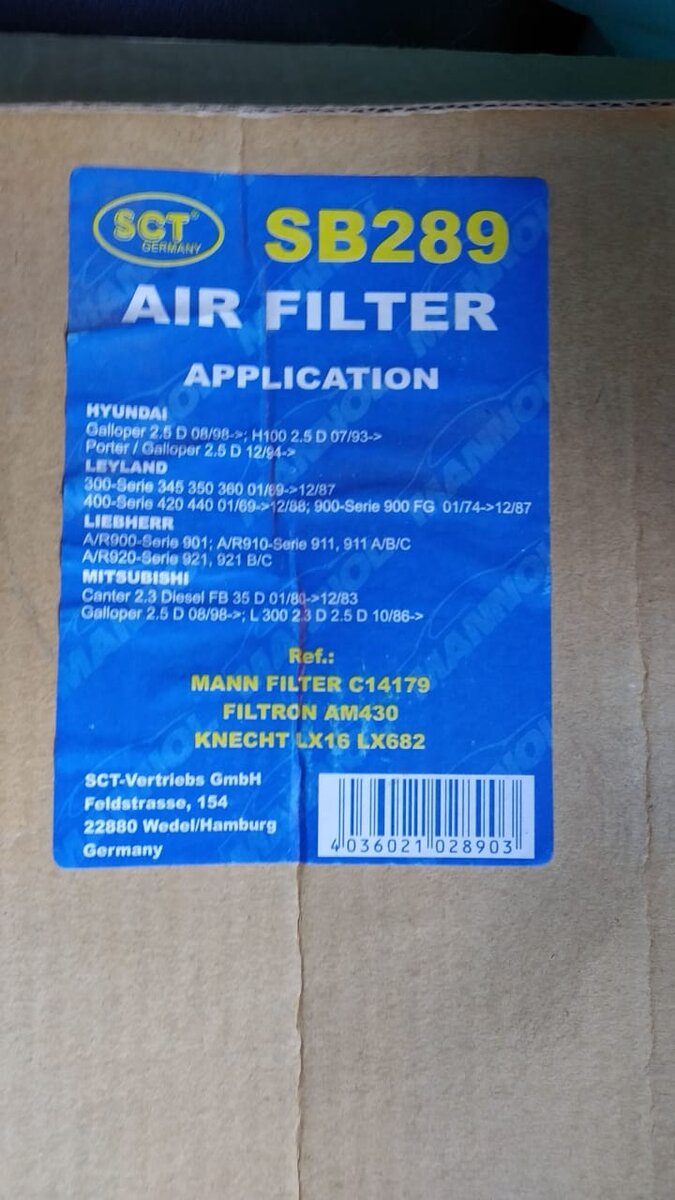 SCT®
GERMANY
SB289
AIR FILTER
APPLICATION
HYUNDAI
Galloper 2.5 D 08/98->; H100 2.5 D 07/93->
Porter / Galloper 2.5 D 12/94->
LEYLAND
300-Serie 345 350 360 01/69->12/87
400-Serie 420 440 01/69->12/88; 900-Serie 900 FG 01/74->12/87
LIEBHERR
A/R900-Serie 901; A/R910-Serie 911, 911 A/B/C
A/R920-Serie 921, 921 B/C
MITSUBISHI
Canter 2.3 Diesel FB 35 D 01/80->12/83
Galloper 2.5 D 08/98->; L 300 2.3 D 2.5 D 10/86->
Ref.:
MANN FILTER C14179
FILTRON AM430
KNECHT LX16 LX682
SCT-Vertriebs GmbH
Feldstrasse, 154
22880 Wedel/Hamburg
Germany
4 036021 028903
MANNOL